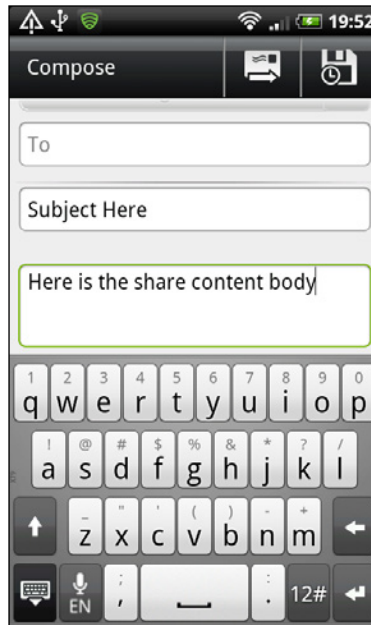 19:52
Compose
To
Subject Here
Here is the share content body
1 2 3 4 5 6 7 8 9 0
q w e r t y u i o p
! @ # $ % & * ? /
a s d f g h j k l
_ " ' ( ) - +
z x c v b n m
; :
EN , . 12#